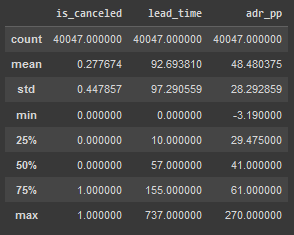 is_canceled lead_time adr_pp
count 40047.000000 40047.000000 40047.000000
mean 0.277674 92.693810 48.480375
std 0.447857 97.290559 28.292859
min 0.000000 0.000000 -3.190000
25% 0.000000 10.000000 29.475000
50% 0.000000 57.000000 41.000000
75% 1.000000 155.000000 61.000000
max 1.000000 737.000000 270.000000